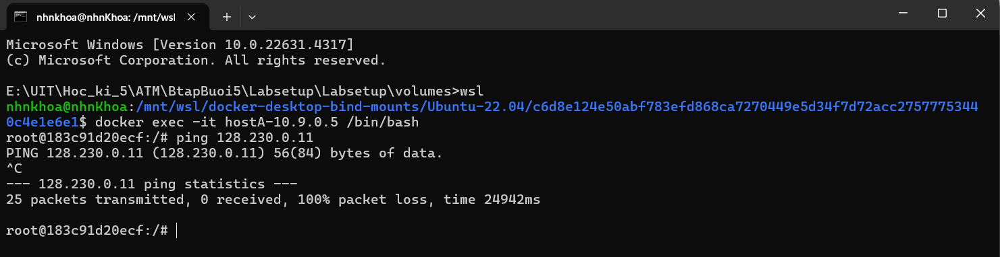 nhnkhoa@nhnKhoa: /mnt/wsl
Microsoft Windows [Version 10.0.22631.4317]
(c) Microsoft Corporation. All rights reserved.
E:\UIT\Hoc_ki_5\ATM\BtapBuoi5\Labsetup\Labsetup\volumes>wsl
nhnkhoa@nhnKhoa:/mnt/wsl/docker-desktop-bind-mounts/Ubuntu-22.04/c6d8e124e50abf783efd868ca7270449e5d34f7d72acc2757775344
0c4e1e6e1$ docker exec -it hostA-10.9.0.5 /bin/bash
root@183c91d20ecf:/# ping 128.230.0.11
PING 128.230.0.11 (128.230.0.11) 56(84) bytes of data.
^C
--- 128.230.0.11 ping statistics ---
25 packets transmitted, 0 received, 100% packet loss, time 24942ms
root@183c91d20ecf:/#